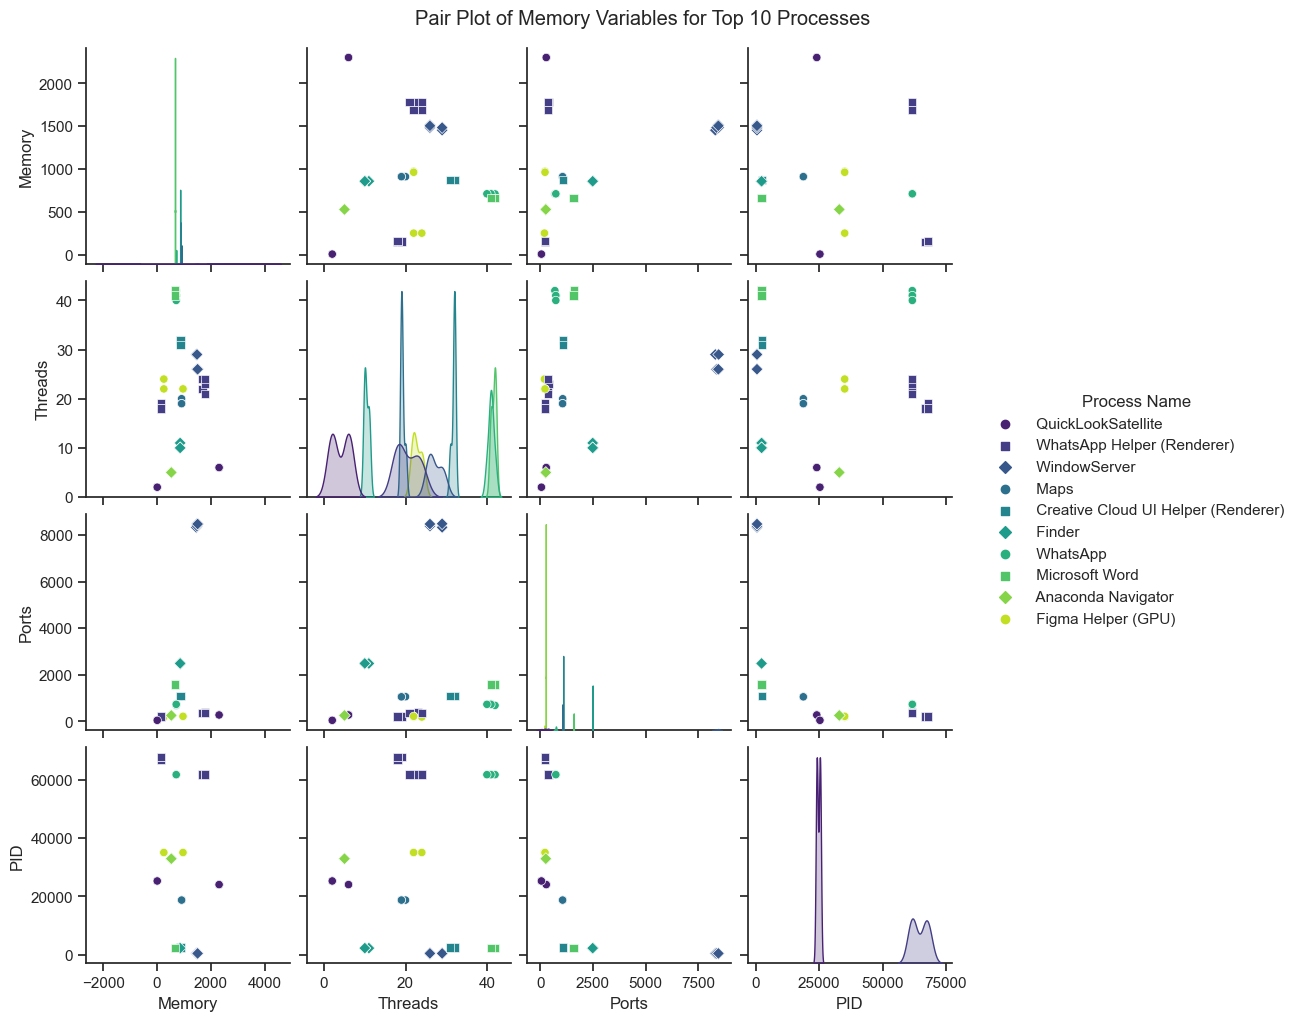 Pair Plot of Memory Variables for Top 10 Processes
2000
1500
1000
500
0
Memory
40
30
20
10
0
Threads
Process Name
QuickLookSatellite
WhatsApp Helper (Renderer)
WindowServer
Maps
Creative Cloud UI Helper (Renderer)
Finder
WhatsApp
Microsoft Word
Anaconda Navigator
Figma Helper (GPU)
8000
6000
4000
2000
0
Ports
60000
40000
20000
0
PID
−2000 0 2000 4000
0 20 40
0 2500 5000 7500
0 25000 50000 75000
Memory
Threads
Ports
PID